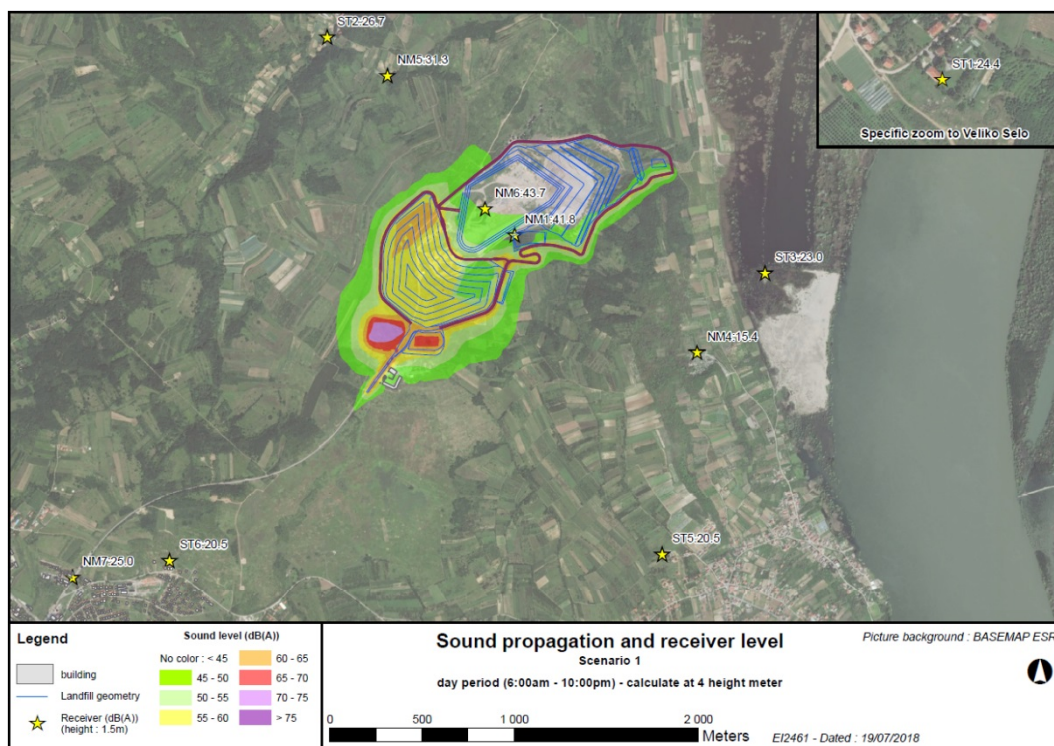 ST2:26.7
NM5:31.3
ST1:24.4
Specific zoom to Veliko Selo
NM6:43.7
NM1:41.8
ST3:23.0
NM4:15.4
ST6:20.5
ST5:20.5
NM7:25.0
Legend
building
Landfill geometry
Receiver (dB(A))
(height : 1.5m)
Sound level (dB(A))
No color : < 45
45 - 50
50 - 55
55 - 60
60 - 65
65 - 70
70 - 75
> 75
Sound propagation and receiver level
Scenario 1
day period (6:00am - 10:00pm) - calculate at 4 height meter
Picture background : BASEMAP ESR
0 500 1 000 2 000
Meters
EI2461 - Dated : 19/07/2018